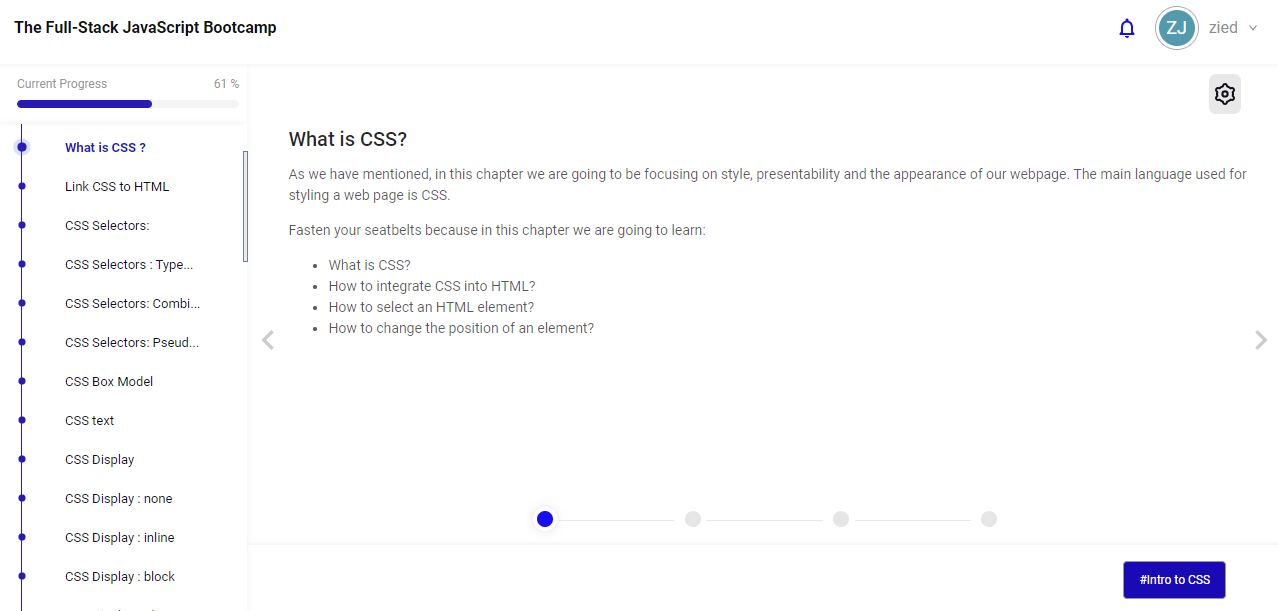 The Full-Stack JavaScript Bootcamp
ZJ
zied
Current Progress
61 %
What is CSS ?
Link CSS to HTML
CSS Selectors:
CSS Selectors : Type...
CSS Selectors: Combi...
CSS Selectors: Pseud...
CSS Box Model
CSS text
CSS Display
CSS Display : none
CSS Display : inline
CSS Display : block
What is CSS?
As we have mentioned, in this chapter we are going to be focusing on style, presentability and the appearance of our webpage. The main language used for
styling a web page is CSS.
Fasten your seatbelts because in this chapter we are going to learn:
• What is CSS?
• How to integrate CSS into HTML?
• How to select an HTML element?
• How to change the position of an element?
#Intro to CSS